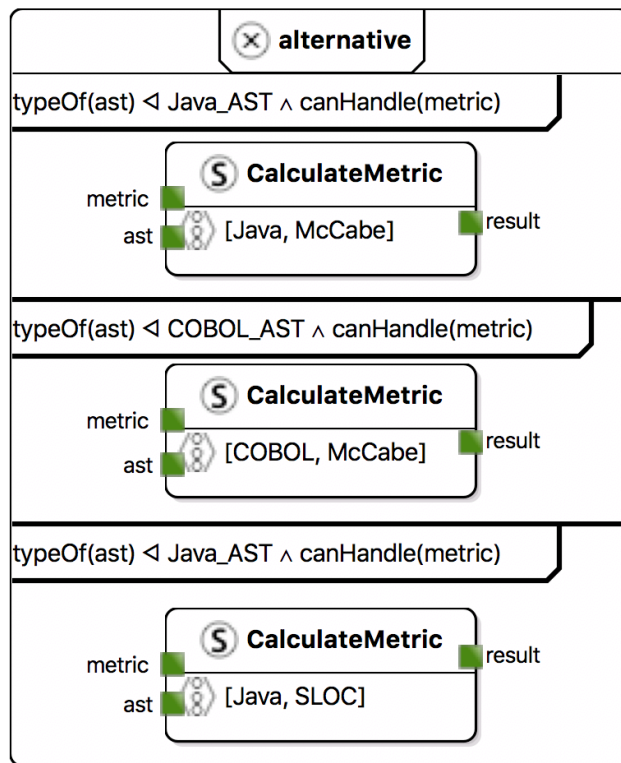 alternative
typeOf(ast) ⊲ Java_AST ∧ canHandle(metric)
S CalculateMetric
metric
result
ast
[Java, McCabe]
typeOf(ast) ⊲ COBOL_AST ∧ canHandle(metric)
S CalculateMetric
metric
result
ast
[COBOL, McCabe]
typeOf(ast) ⊲ Java_AST ∧ canHandle(metric)
S CalculateMetric
metric
result
ast
[Java, SLOC]